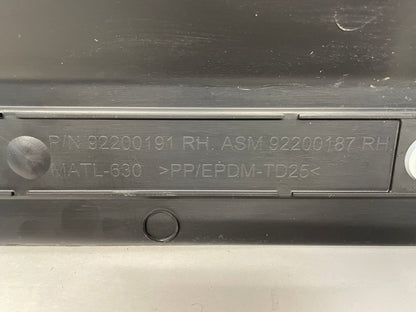 P/N 92200191 RH. ASM 92200187 RH
MATL-630 >PP/EPDM-TD25<